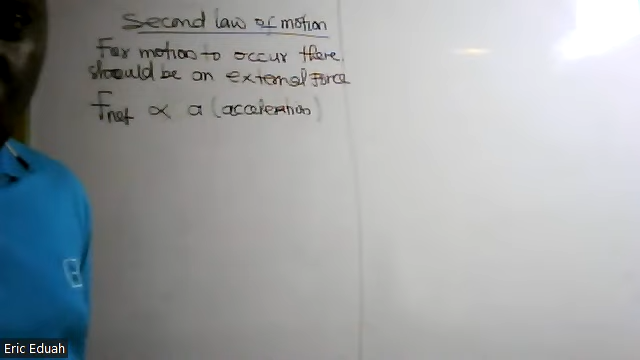 Second law of motion
For motion to occur there
should be an external force
Fnet ∝ a (acceleration)
Eric Eduah